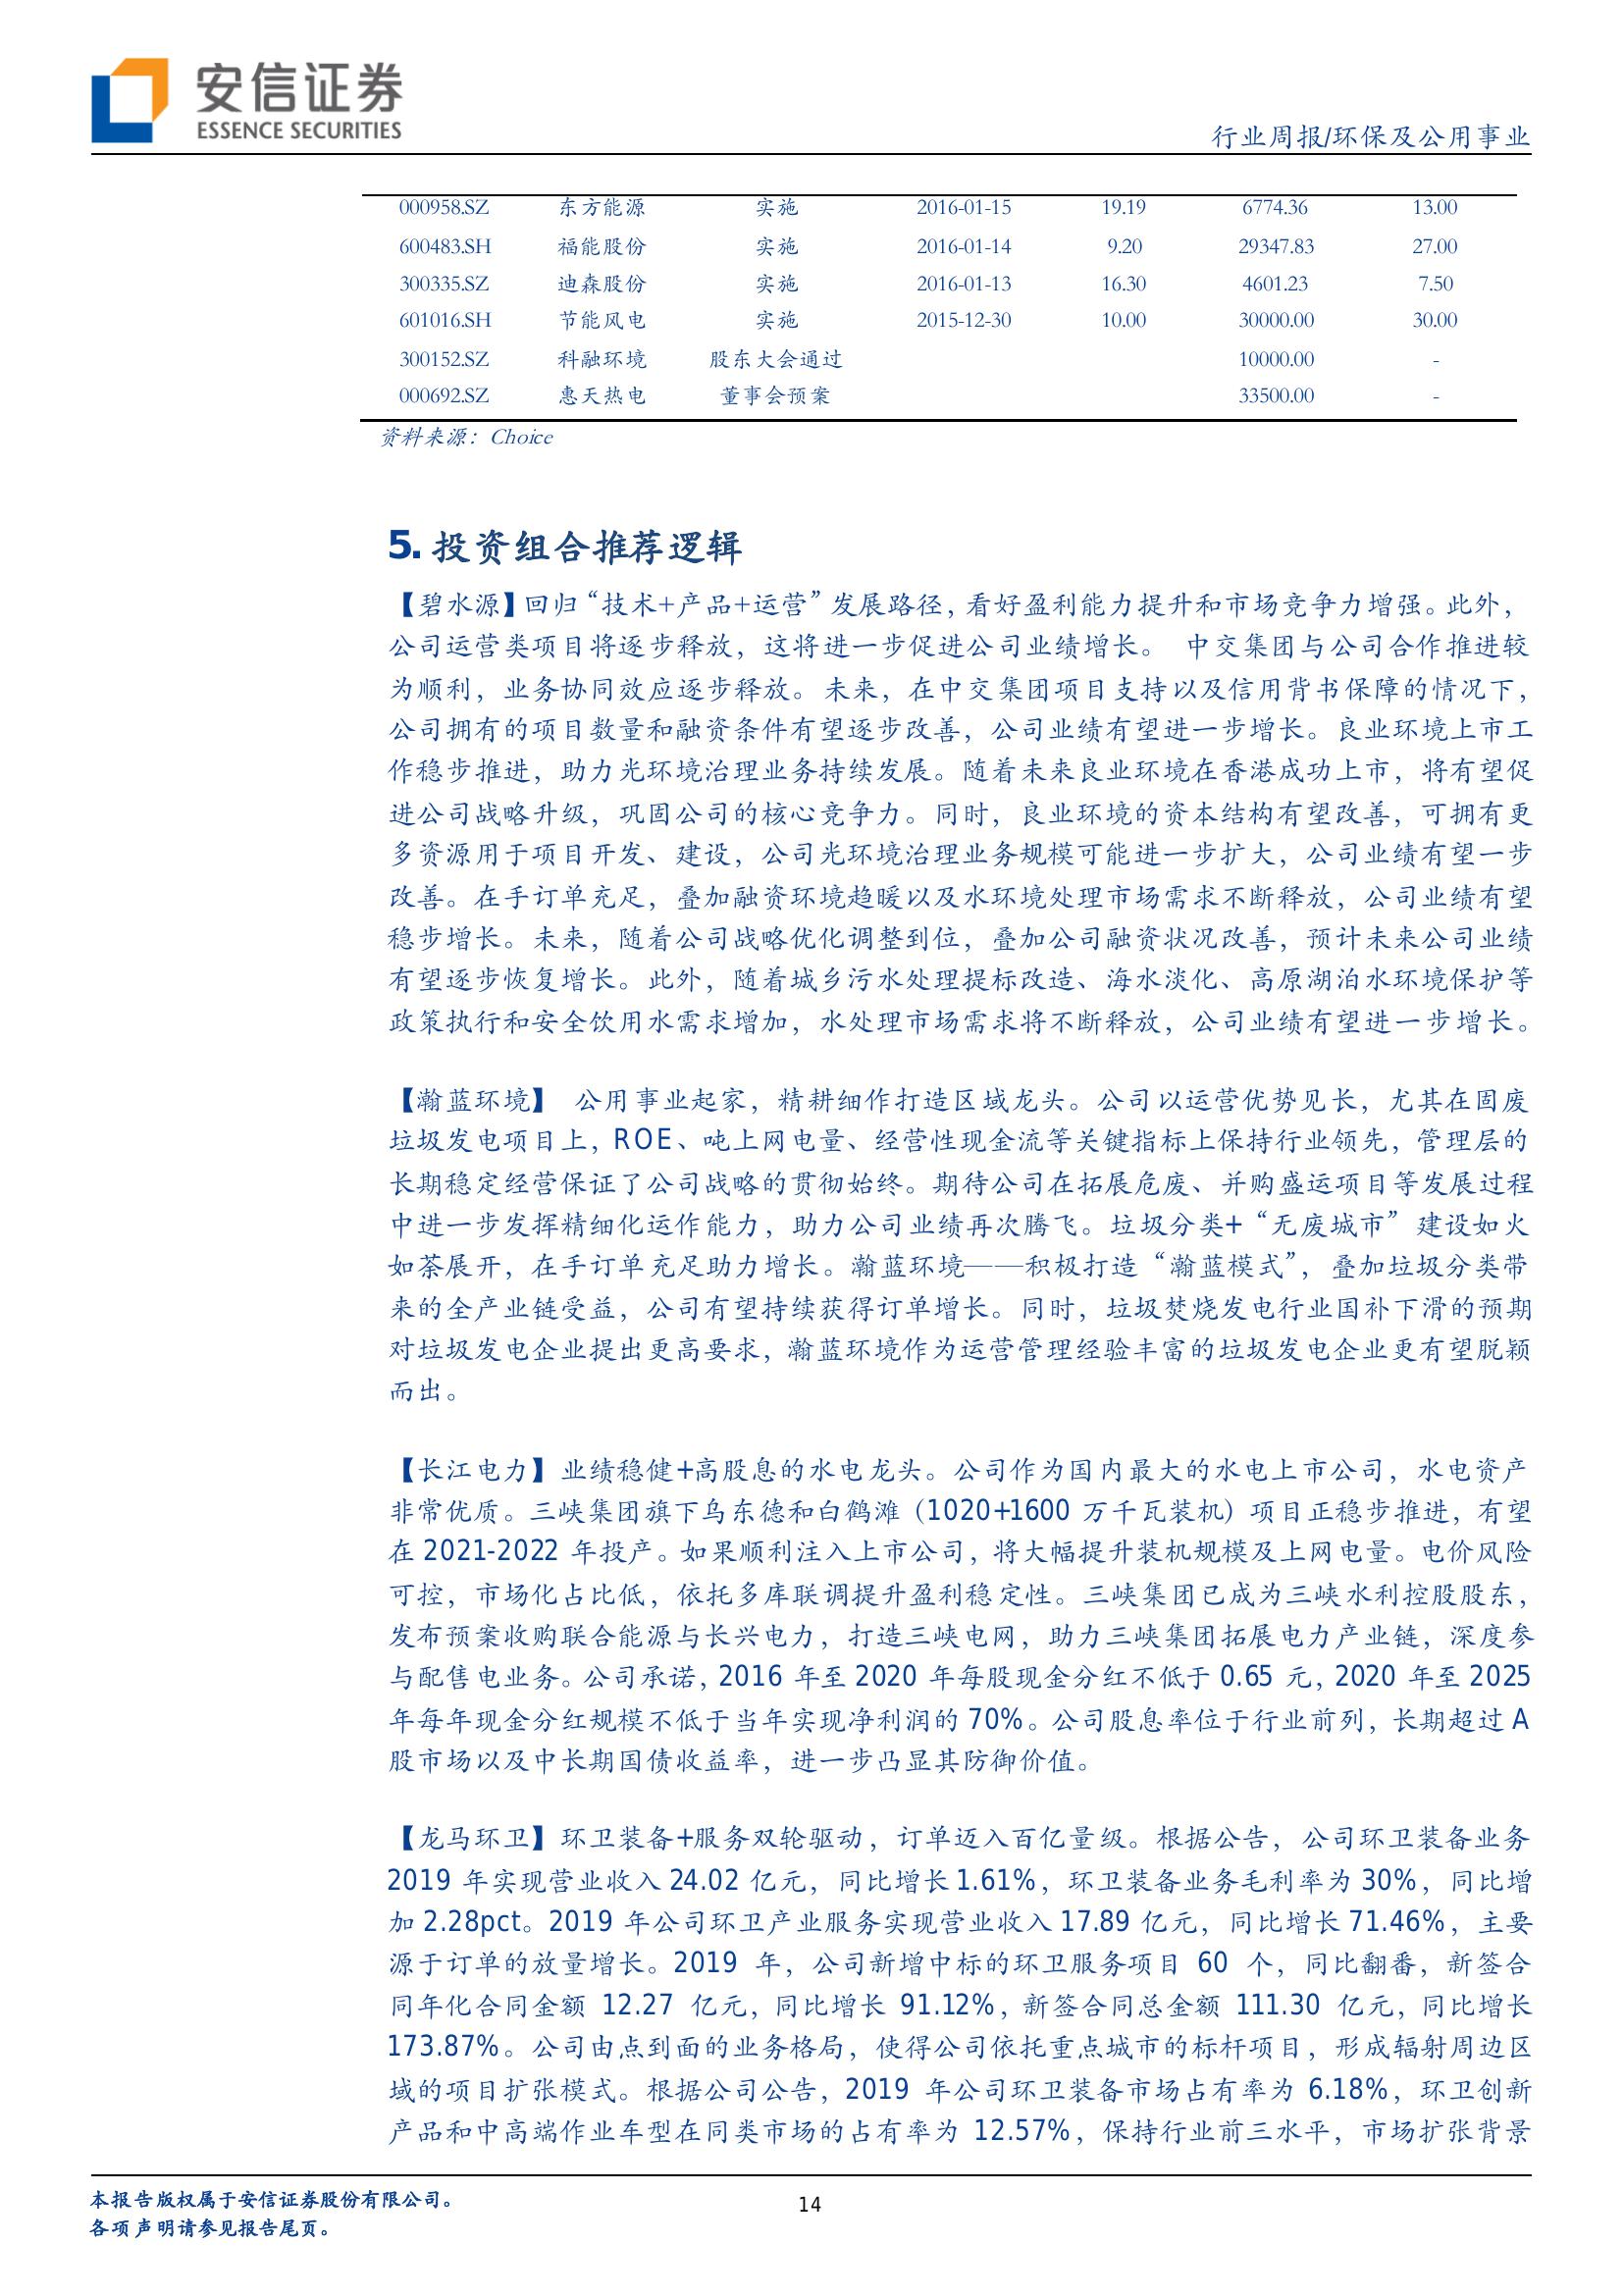 安信证券
ESSENCE SECURITIES
行业周报/环保及公用事业
000958.SZ 东方能源 实施 2016-01-15 19.19 6774.36 13.00
600483.SH 福能股份 实施 2016-01-14 9.20 29347.83 27.00
300335.SZ 迪森股份 实施 2016-01-13 16.30 4601.23 7.50
601016.SH 节能风电 实施 2015-12-30 10.00 30000.00 30.00
300152.SZ 科融环境 股东大会通过 10000.00 -
000692.SZ 惠天热电 董事会预案 33500.00 -
资料来源：Choice
5. 投资组合推荐逻辑
【碧水源】回归“技术+产品+运营”发展路径，看好盈利能力提升和市场竞争力增强。此外，
公司运营类项目将逐步释放，这将进一步促进公司业绩增长。 中交集团与公司合作推进较
为顺利，业务协同效应逐步释放。未来，在中交集团项目支持以及信用背书保障的情况下，
公司拥有的项目数量和融资条件有望逐步改善，公司业绩有望进一步增长。良业环境上市工
作稳步推进，助力光环境治理业务持续发展。随着未来良业环境在香港成功上市，将有望促
进公司战略升级，巩固公司的核心竞争力。同时，良业环境的资本结构有望改善，可拥有更
多资源用于项目开发、建设，公司光环境治理业务规模可能进一步扩大，公司业绩有望一步
改善。在手订单充足，叠加融资环境趋暖以及水环境处理市场需求不断释放，公司业绩有望
稳步增长。未来，随着公司战略优化调整到位，叠加公司融资状况改善，预计未来公司业绩
有望逐步恢复增长。此外，随着城乡污水处理提标改造、海水淡化、高原湖泊水环境保护等
政策执行和安全饮用水需求增加，水处理市场需求将不断释放，公司业绩有望进一步增长。
【瀚蓝环境】 公用事业起家，精耕细作打造区域龙头。公司以运营优势见长，尤其在固废
垃圾发电项目上，ROE、吨上网电量、经营性现金流等关键指标上保持行业领先，管理层的
长期稳定经营保证了公司战略的贯彻始终。期待公司在拓展危废、并购盛运项目等发展过程
中进一步发挥精细化运作能力，助力公司业绩再次腾飞。垃圾分类+“无废城市”建设如火
如荼展开，在手订单充足助力增长。瀚蓝环境——积极打造“瀚蓝模式”，叠加垃圾分类带
来的全产业链受益，公司有望持续获得订单增长。同时，垃圾焚烧发电行业国补下滑的预期
对垃圾发电企业提出更高要求，瀚蓝环境作为运营管理经验丰富的垃圾发电企业更有望脱颖
而出。
【长江电力】业绩稳健+高股息的水电龙头。公司作为国内最大的水电上市公司，水电资产
非常优质。三峡集团旗下乌东德和白鹤滩（1020+1600 万千瓦装机）项目正稳步推进，有望
在 2021-2022 年投产。如果顺利注入上市公司，将大幅提升装机规模及上网电量。电价风险
可控，市场化占比低，依托多库联调提升盈利稳定性。三峡集团已成为三峡水利控股股东，
发布预案收购联合能源与长兴电力，打造三峡电网，助力三峡集团拓展电力产业链，深度参
与配售电业务。公司承诺，2016 年至 2020 年每股现金分红不低于 0.65 元，2020 年至 2025
年每年现金分红规模不低于当年实现净利润的 70%。公司股息率位于行业前列，长期超过 A
股市场以及中长期国债收益率，进一步凸显其防御价值。
【龙马环卫】环卫装备+服务双轮驱动，订单迈入百亿量级。根据公告，公司环卫装备业务
2019 年实现营业收入 24.02 亿元，同比增长 1.61%，环卫装备业务毛利率为 30%，同比增
加 2.28pct。2019 年公司环卫产业服务实现营业收入 17.89 亿元，同比增长 71.46%，主要
源于订单的放量增长。2019 年，公司新增中标的环卫服务项目 60 个，同比翻番，新签合
同年化合同金额 12.27 亿元，同比增长 91.12%，新签合同总金额 111.30 亿元，同比增长
173.87%。公司由点到面的业务格局，使得公司依托重点城市的标杆项目，形成辐射周边区
域的项目扩张模式。根据公司公告，2019 年公司环卫装备市场占有率为 6.18%，环卫创新
产品和中高端作业车型在同类市场的占有率为 12.57%，保持行业前三水平，市场扩张背景
本报告版权属于安信证券股份有限公司。
14
各项声明请参见报告尾页。